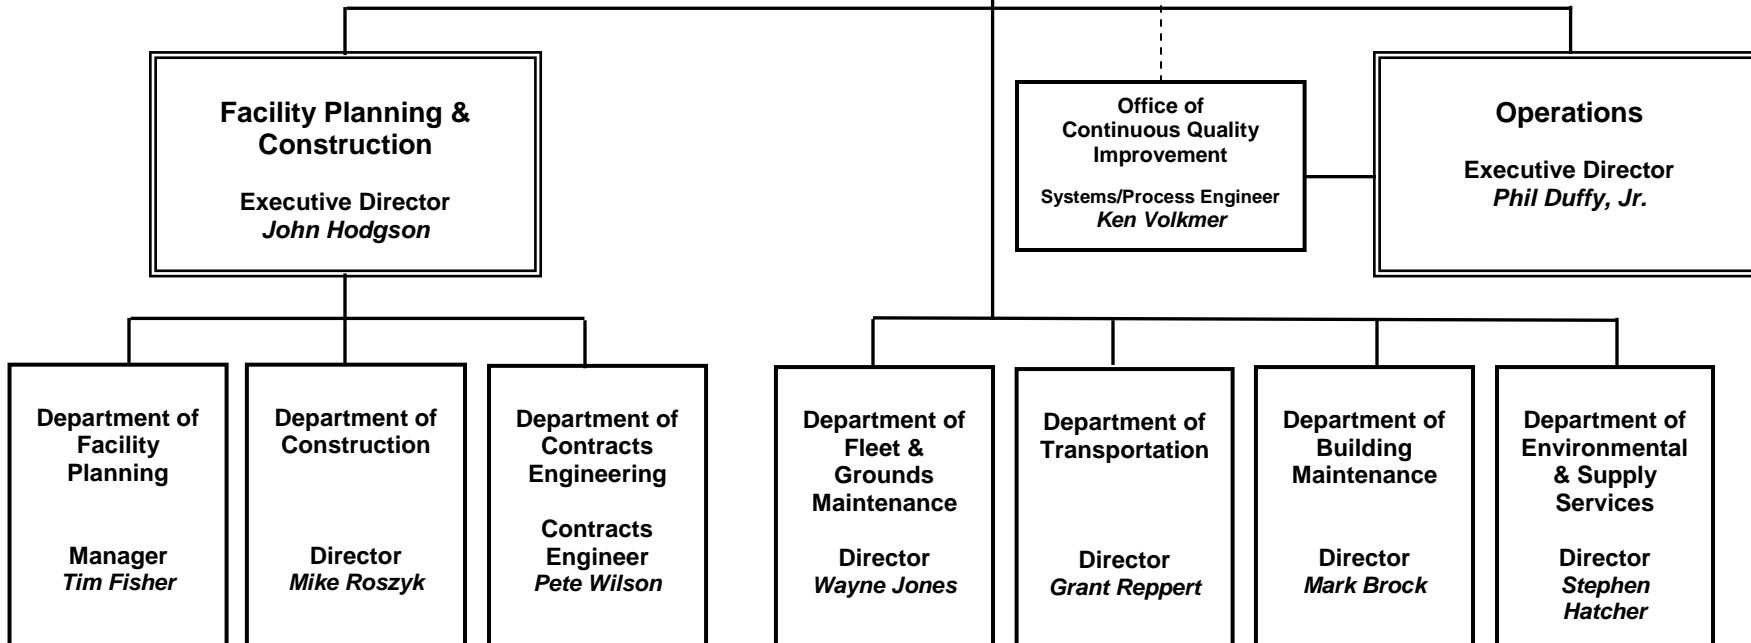 Facility Planning &
Construction
Executive Director
John Hodgson
Office of
Continuous Quality
Improvement
Systems/Process Engineer
Ken Volkmer
Operations
Executive Director
Phil Duffy, Jr.
Department of
Facility
Planning
Manager
Tim Fisher
Department of
Construction
Director
Mike Roszyk
Department of
Contracts
Engineering
Contracts
Engineer
Pete Wilson
Department of
Fleet &
Grounds
Maintenance
Director
Wayne Jones
Department of
Transportation
Director
Grant Reppert
Department of
Building
Maintenance
Director
Mark Brock
Department of
Environmental
& Supply
Services
Director
Stephen
Hatcher